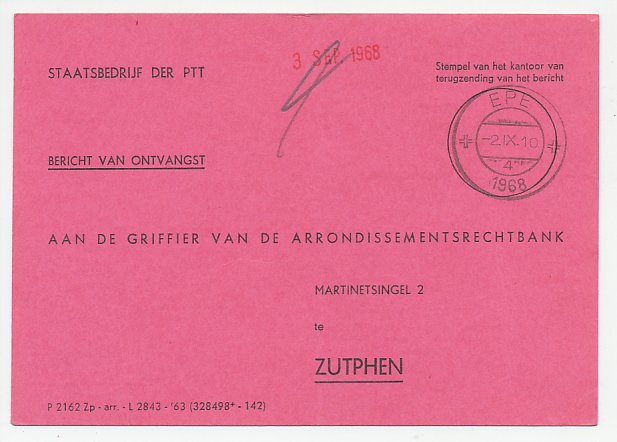 3 SEP 1968
STAATSBEDRIJF DER PTT
Stempel van het kantoor van
terugzending van het bericht
EPE
-2.IX.10
4
1968
BERICHT VAN ONTVANGST
AAN DE GRIFFIER VAN DE ARRONDISSEMENTSRECHTBANK
MARTINETSINGEL 2
te
ZUTPHEN
P 2162 Zp - arr. - L 2843 - '63 (328498* - 142)